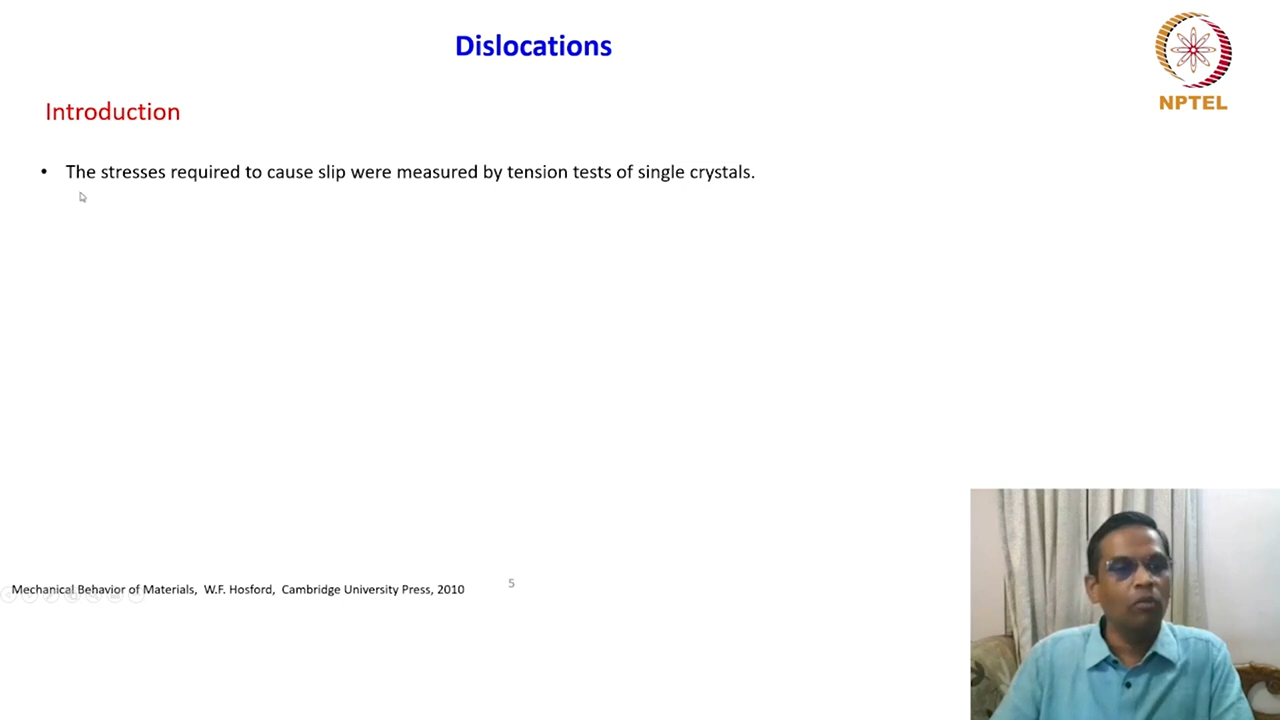 Dislocations
NPTEL
Introduction
• The stresses required to cause slip were measured by tension tests of single crystals.
Mechanical Behavior of Materials, W.F. Hosford, Cambridge University Press, 2010
5